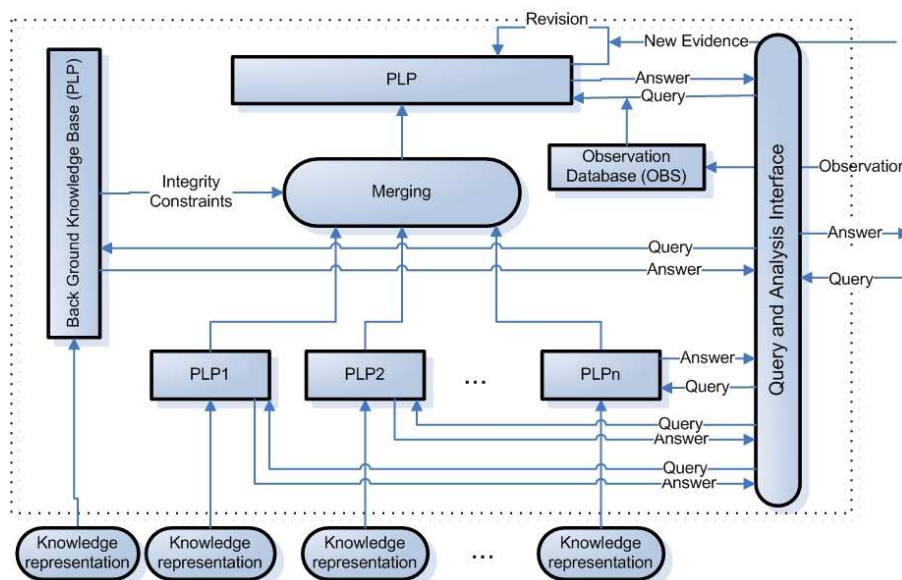 Revision
New Evidence
PLP
Answer
Query
Back Ground Knowledge Base (PLP)
Observation
Database (OBS)
Observation
Integrity
Constraints
Merging
Query and Analysis Interface
Query
Answer
Answer
Query
PLP1
PLP2
...
PLPn
Answer
Query
Query
Answer
Query
Answer
Knowledge
representation
Knowledge
representation
Knowledge
representation
...
Knowledge
representation